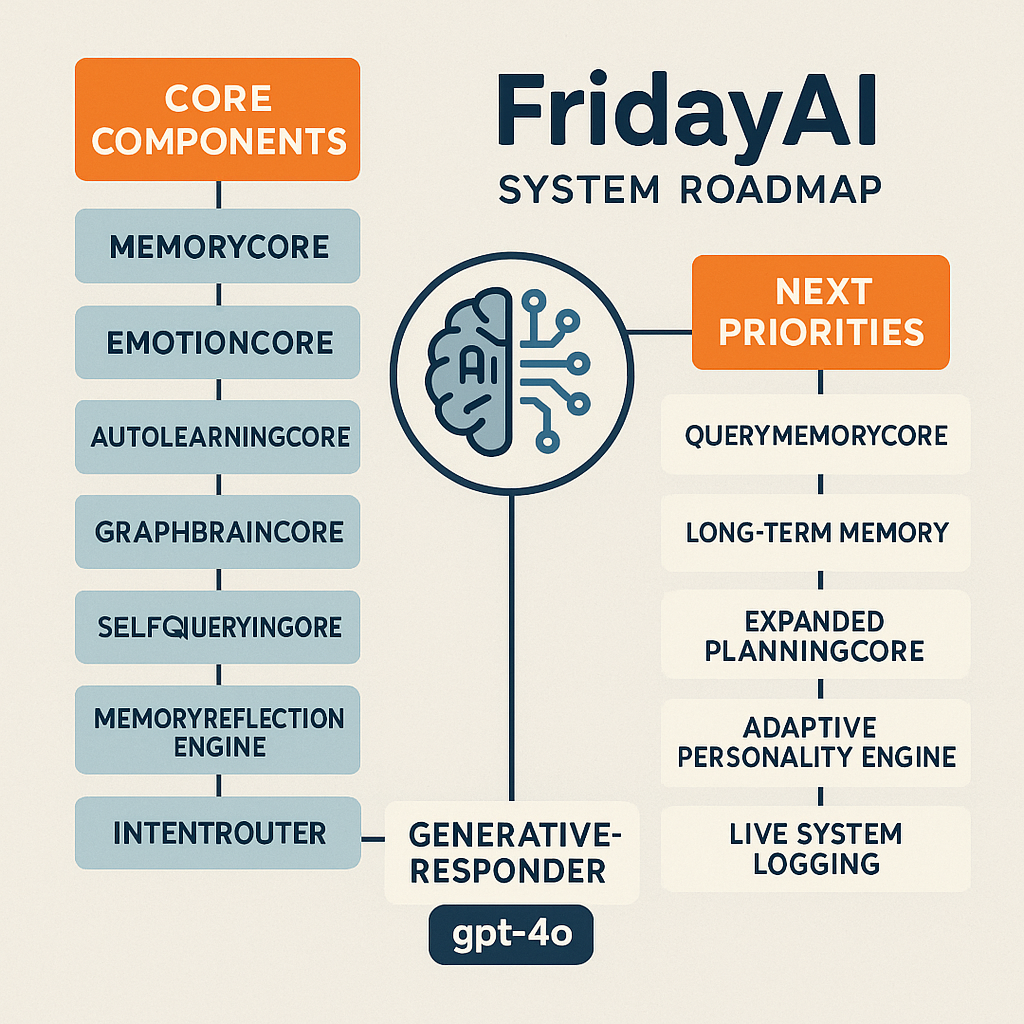 CORE
COMPONENTS
MEMORYCORE
EMOTIONCORE
AUTOLEARNINGCORE
GRAPHBRAINCORE
SELFQUERYINGORE
MEMORYREFLECTION
ENGINE
INTENTROUTER
FridayAI
SYSTEM ROADMAP
AI
GENERATIVE-
RESPONDER
gpt-4o
NEXT
PRIORITIES
QUERYMEMORYCORE
LONG-TERM MEMORY
EXPANDED
PLANNINGCORE
ADAPTIVE
PERSONALITY ENGINE
LIVE SYSTEM
LOGGING